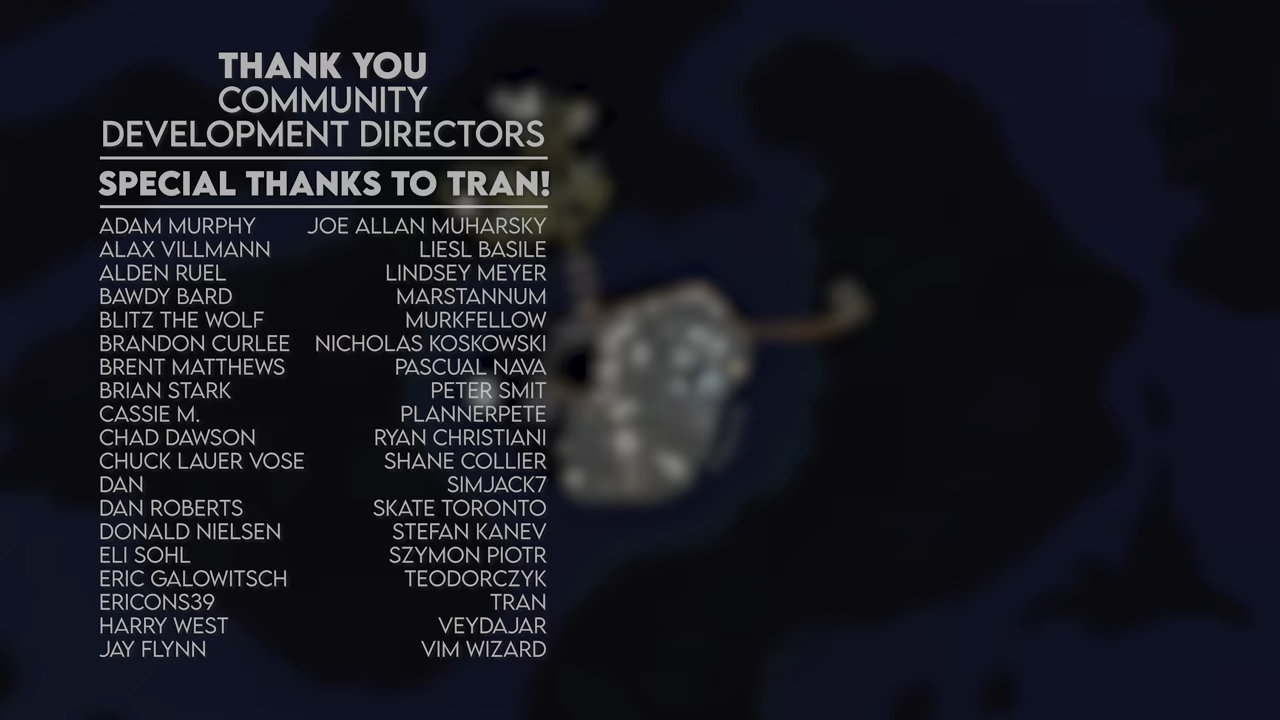 THANK YOU
COMMUNITY
DEVELOPMENT DIRECTORS
SPECIAL THANKS TO TRAN!
ADAM MURPHY
ALAX VILLMANN
ALDEN RUEL
BAWDY BARD
BLITZ THE WOLF
BRANDON CURLEE
BRENT MATTHEWS
BRIAN STARK
CASSIE M.
CHAD DAWSON
CHUCK LAUER VOSE
DAN
DAN ROBERTS
DONALD NIELSEN
ELI SOHL
ERIC GALOWITSCH
ERICONS39
HARRY WEST
JAY FLYNN
JOE ALLAN MUHARSKY
LIESL BASILE
LINDSEY MEYER
MARSTANNUM
MURKFELLOW
NICHOLAS KOSKOWSKI
PASCUAL NAVA
PETER SMIT
PLANNERPETE
RYAN CHRISTIANI
SHANE COLLIER
SIMJACK7
SKATE TORONTO
STEFAN KANEV
SZYMON PIOTR
TEODORCZYK
TRAN
VEYDAJAR
VIM WIZARD